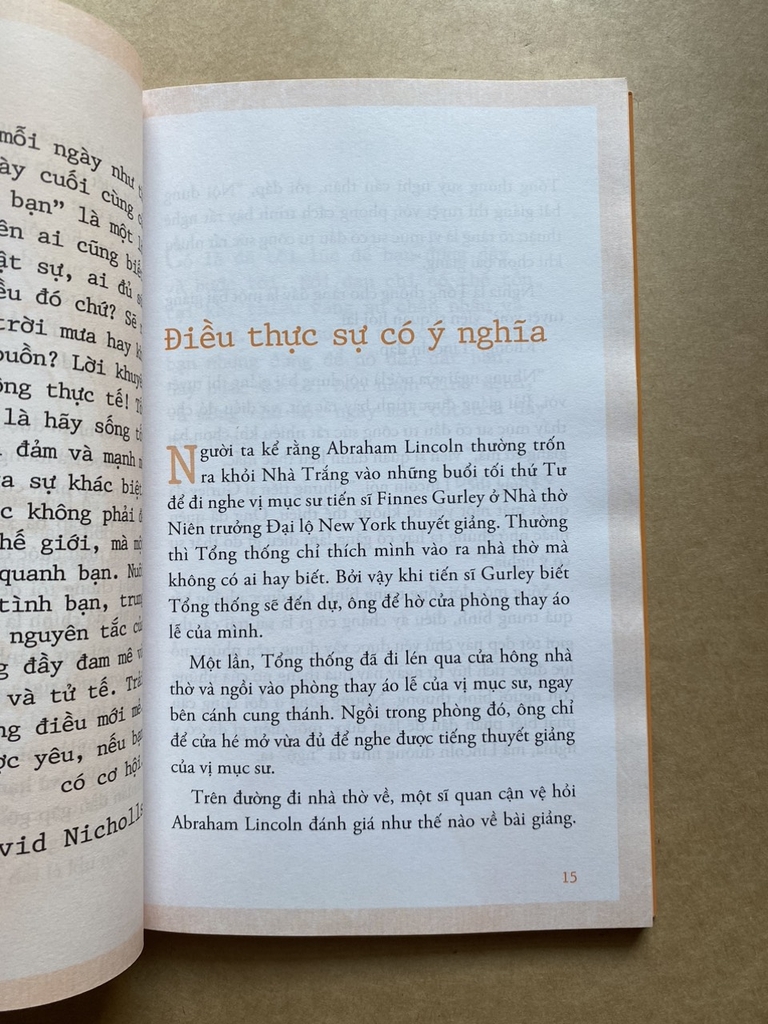 mỗi ngày như
cuối cùng
bạn" là một
ai cũng
sự, ai đủ
đó chứ? Sẽ
trời mưa hay
buồn? Lời
thực tế!
là hãy sống
đảm và mạnh
sự khác biệt
không phải
giới, mà
quanh bạn.
tình bạn,
nguyên tắc của
đầy đam mê
và tử tế.
điều mới mẻ
yêu, nếu bạn
có cơ hội.
Nicholls
Điều thực sự có ý nghĩa
Người ta kể rằng Abraham Lincoln thường trốn
ra khỏi Nhà Trắng vào những buổi tối thứ Tư
để đi nghe vị mục sư tiến sĩ Finnes Gurley ở Nhà thờ
Niên trưởng Đại lộ New York thuyết giảng. Thường
thì Tổng thống chỉ thích mình vào ra nhà thờ mà
không có ai hay biết. Bởi vậy khi tiến sĩ Gurley biết
Tổng thống sẽ đến dự, ông để hờ cửa phòng thay áo
lễ của mình.
Một lần, Tổng thống đã đi lén qua cửa hông nhà
thờ và ngồi vào phòng thay áo lễ của vị mục sư, ngay
bên cánh cung thánh. Ngồi trong phòng đó, ông chỉ
để cửa hé mở vừa đủ để nghe được tiếng thuyết giảng
của vị mục sư.
Trên đường đi nhà thờ về, một sĩ quan cận vệ hỏi
Abraham Lincoln đánh giá như thế nào về bài giảng.
15